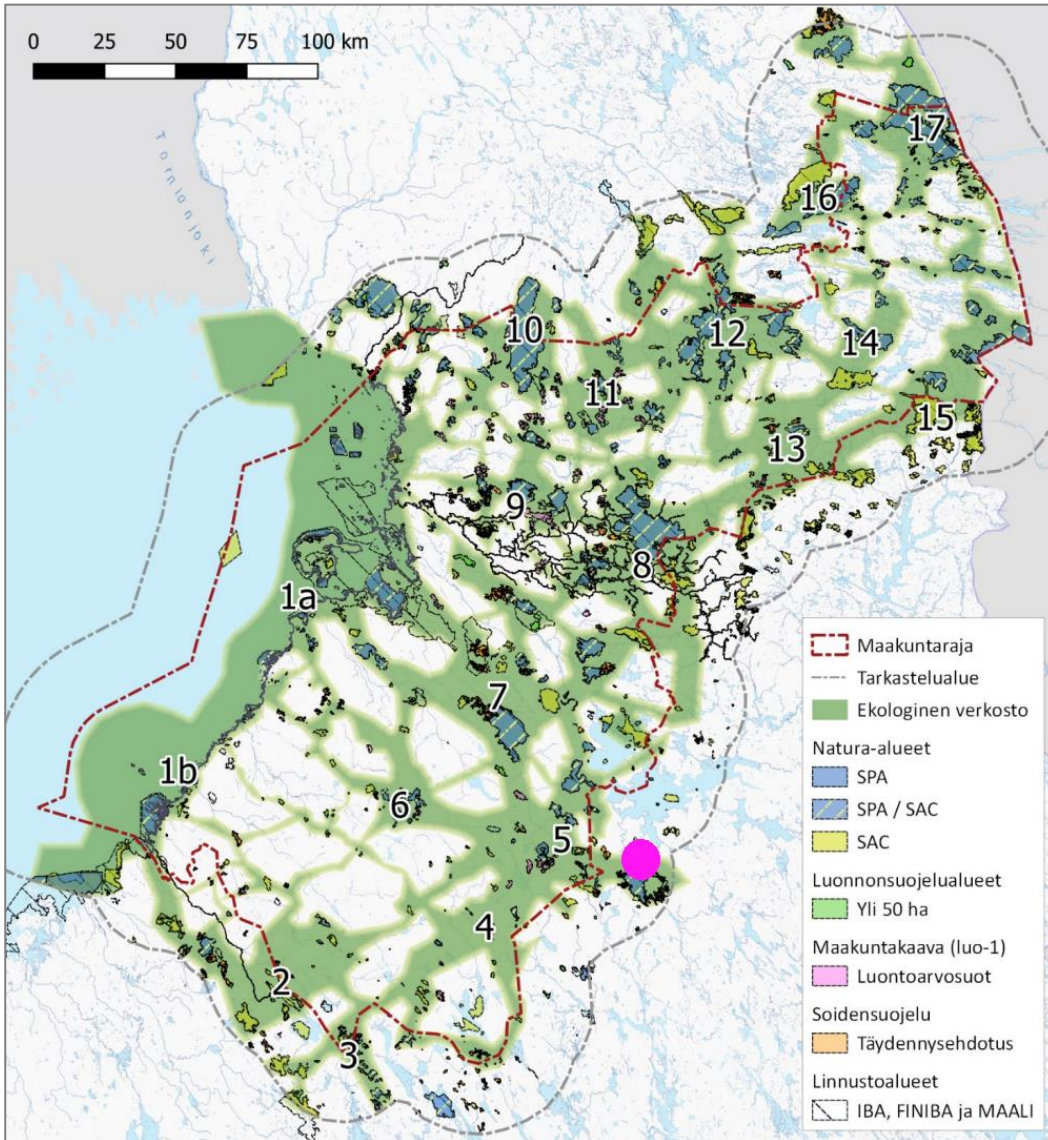 0 25 50 75 100 km
Tornionjoki
17
16
10
12
14
11
15
13
9
8
1a
7
1b
6
5
4
2
3
Maakuntaraja
Tarkastelualue
Ekologinen verkosto
Natura-alueet
SPA
SPA / SAC
SAC
Luonnonsuojelualueet
Yli 50 ha
Maakuntakaava (luo-1)
Luontoarvosuot
Soidensuojelu
Täydennysehdotus
Linnustoalueet
IBA, FINIBA ja MAALI